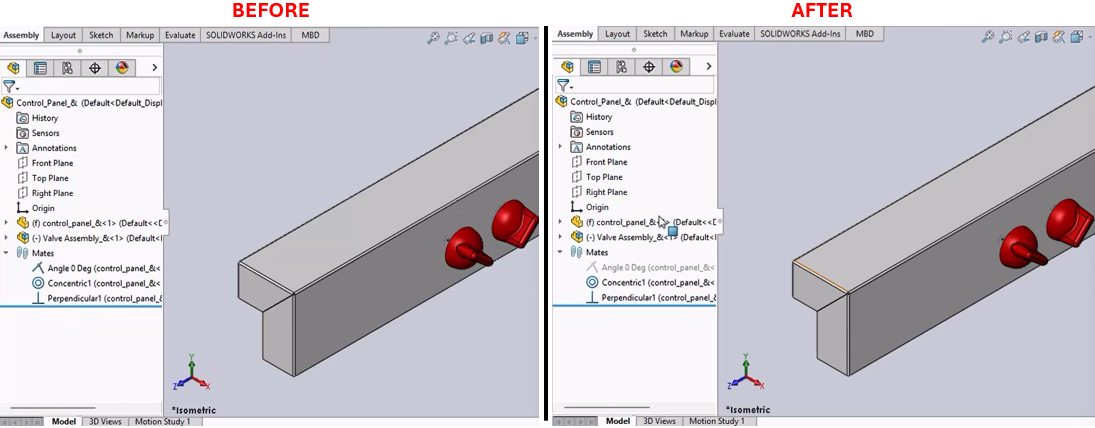 BEFORE
Assembly Layout Sketch Markup Evaluate SOLIDWORKS Add-Ins MBD
Control_Panel_& (Default<Default_Displ
History
Sensors
Annotations
Front Plane
Top Plane
Right Plane
Origin
(f) control_panel_&<1> (Default<<D
(-) Valve Assembly_&<1> (Default<
Mates
Angle 0 Deg (control_panel_&<
Concentric1 (control_panel_&<
Perpendicular1 (control_panel_&
Y
Z
X
*Isometric
Model 3D Views Motion Study 1
AFTER
Assembly Layout Sketch Markup Evaluate SOLIDWORKS Add-Ins MBD
Control_Panel_& (Default<Default_Displ
History
Sensors
Annotations
Front Plane
Top Plane
Right Plane
Origin
(f) control_panel_& (Default<<D
(-) Valve Assembly_&<1> (Default<
Mates
Angle 0 Deg (control_panel_&<
Concentric1 (control_panel_&<
Perpendicular1 (control_panel_&
Y
Z
X
*Isometric
Model 3D Views Motion Study 1